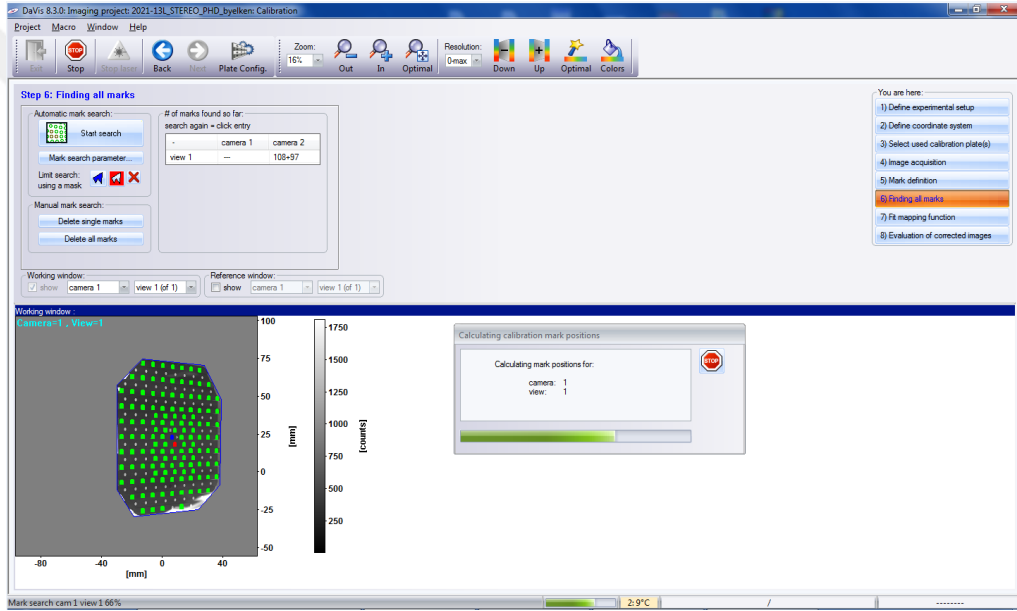 DaVis 8.3.0: Imaging project: 2021-13L_STEREO_PHD_byelken: Calibration
Project Macro Window Help
Exit Stop Stop laser Back Next Plate Config. Zoom: 16% Out In Optimal Resolution: 0-max Down Up Optimal Colors
Step 6: Finding all marks
Automatic mark search:
Start search
Mark search parameter...
Limit search:
using a mask
Manual mark search:
Delete single marks
Delete all marks
# of marks found so far:
search again = click entry
- camera 1 camera 2
view 1 --- 108+97
You are here:
1) Define experimental setup
2) Define coordinate system
3) Select used calibration plate(s)
4) Image acquisition
5) Mark definition
6) Finding all marks
7) Fit mapping function
8) Evaluation of corrected images
Working window:
show camera 1 view 1 (of 1)
Reference window:
show camera 1 view 1 (of 1)
Working window :
Camera=1 , View=1
100
75
50
25
0
-25
-50
[mm]
-80 -40 0 40
[mm]
1750
1500
1250
1000
750
500
250
[counts]
Calculating calibration mark positions
Calculating mark positions for:
camera: 1
view: 1
STOP
Mark search cam 1 view 1 66% 2: 9°C / --------